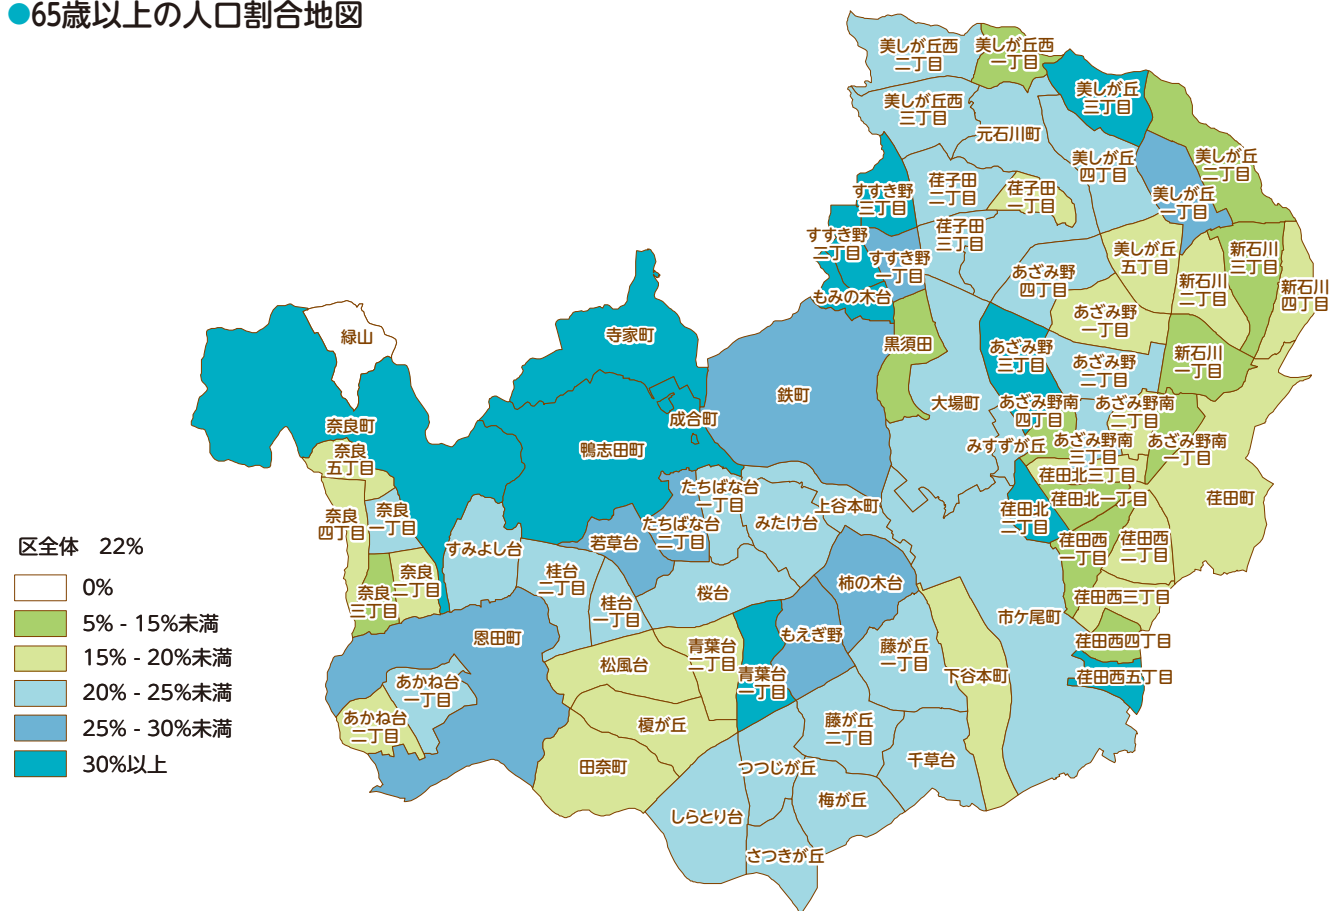 ●65歳以上の人口割合地図
美しが丘西
二丁目
美しが丘西
一丁目
美しが丘
三丁目
美しが丘西
三丁目
元石川町
美しが丘
四丁目
美しが丘
二丁目
美しが丘
一丁目
すすき野
三丁目
荏子田
二丁目
荏子田
一丁目
すすき野
二丁目
すすき野
一丁目
荏子田
三丁目
あざみ野
四丁目
美しが丘
五丁目
新石川
三丁目
新石川
二丁目
新石川
四丁目
もみの木台
あざみ野
一丁目
緑山
寺家町
黒須田
あざみ野
三丁目
あざみ野
二丁目
新石川
一丁目
鉄町
大場町
あざみ野南
四丁目
あざみ野南
二丁目
奈良町
成合町
鴨志田町
みすずが丘
あざみ野南
三丁目
あざみ野南
一丁目
奈良
五丁目
荏田北三丁目
たちばな台
一丁目
上谷本町
荏田北一丁目
荏田町
奈良
四丁目
奈良
一丁目
たちばな台
二丁目
みたけ台
荏田北
二丁目
すみよし台
若草台
荏田西
一丁目
荏田西
二丁目
奈良
二丁目
奈良
三丁目
桂台
二丁目
桂台
一丁目
桜台
柿の木台
荏田西三丁目
市ケ尾町
恩田町
もえぎ野
荏田西四丁目
松風台
青葉台
二丁目
青葉台
一丁目
藤が丘
一丁目
下谷本町
荏田西五丁目
あかね台
一丁目
あかね台
二丁目
榎が丘
藤が丘
二丁目
田奈町
つつじが丘
千草台
しらとり台
梅が丘
さつきが丘
区全体 22%
0%
5% - 15%未満
15% - 20%未満
20% - 25%未満
25% - 30%未満
30%以上